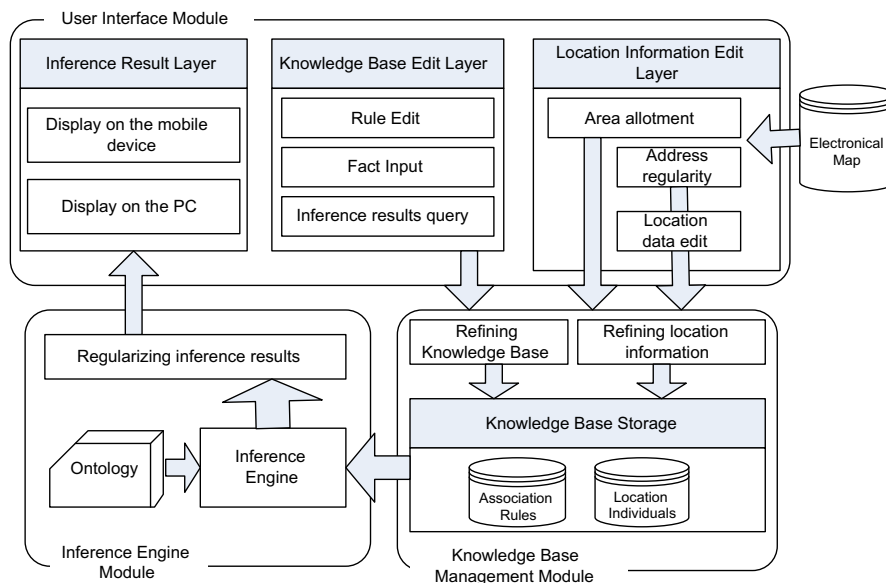 User Interface Module
Inference Result Layer
Display on the mobile
device
Display on the PC
Knowledge Base Edit Layer
Rule Edit
Fact Input
Inference results query
Location Information Edit
Layer
Area allotment
Address
regularity
Location
data edit
Electronical
Map
Regularizing inference results
Ontology
Inference
Engine
Inference Engine
Module
Refining
Knowledge Base
Refining location
information
Knowledge Base Storage
Association
Rules
Location
Individuals
Knowledge Base
Management Module